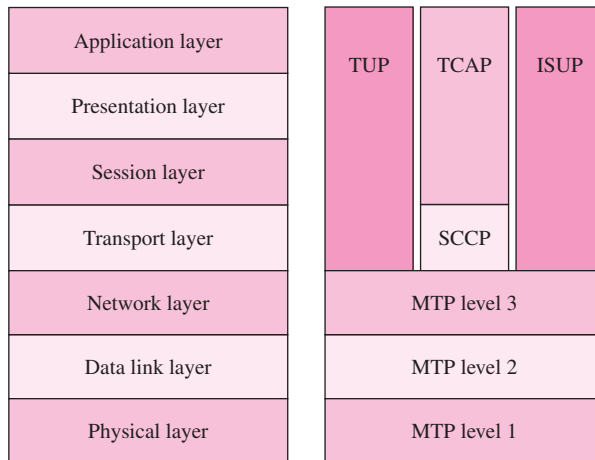 Application layer
Presentation layer
Session layer
Transport layer
Network layer
Data link layer
Physical layer
TUP
TCAP
ISUP
SCCP
MTP level 3
MTP level 2
MTP level 1